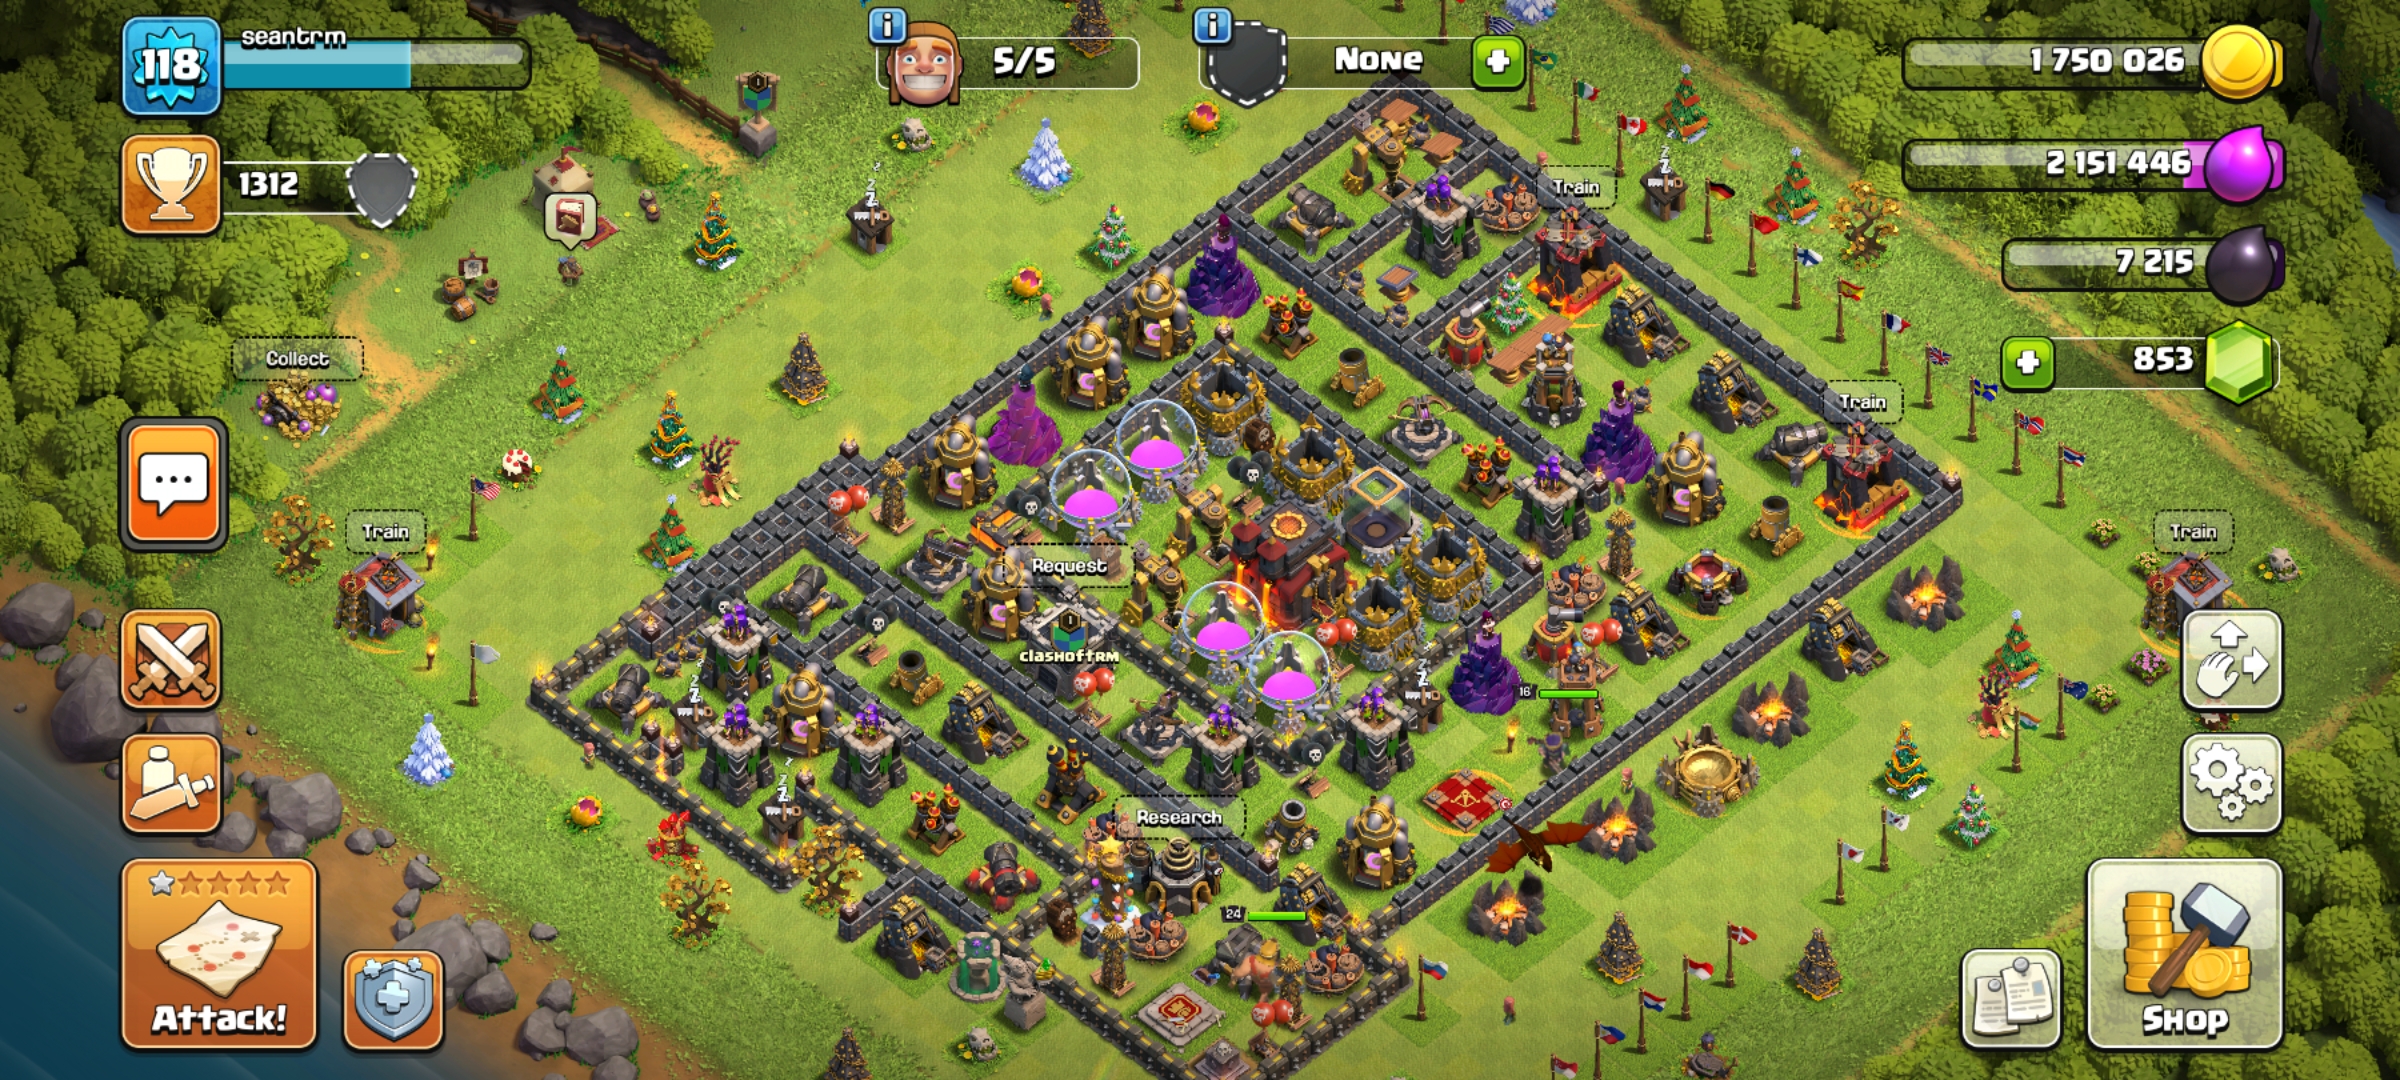 118
seantrm
5/5
None
1 750 026
1312
2 151 446
7 215
853
Train
Collect
Train
Train
Train
Request
clashoftrm
16
Research
24
Attack!
Shop